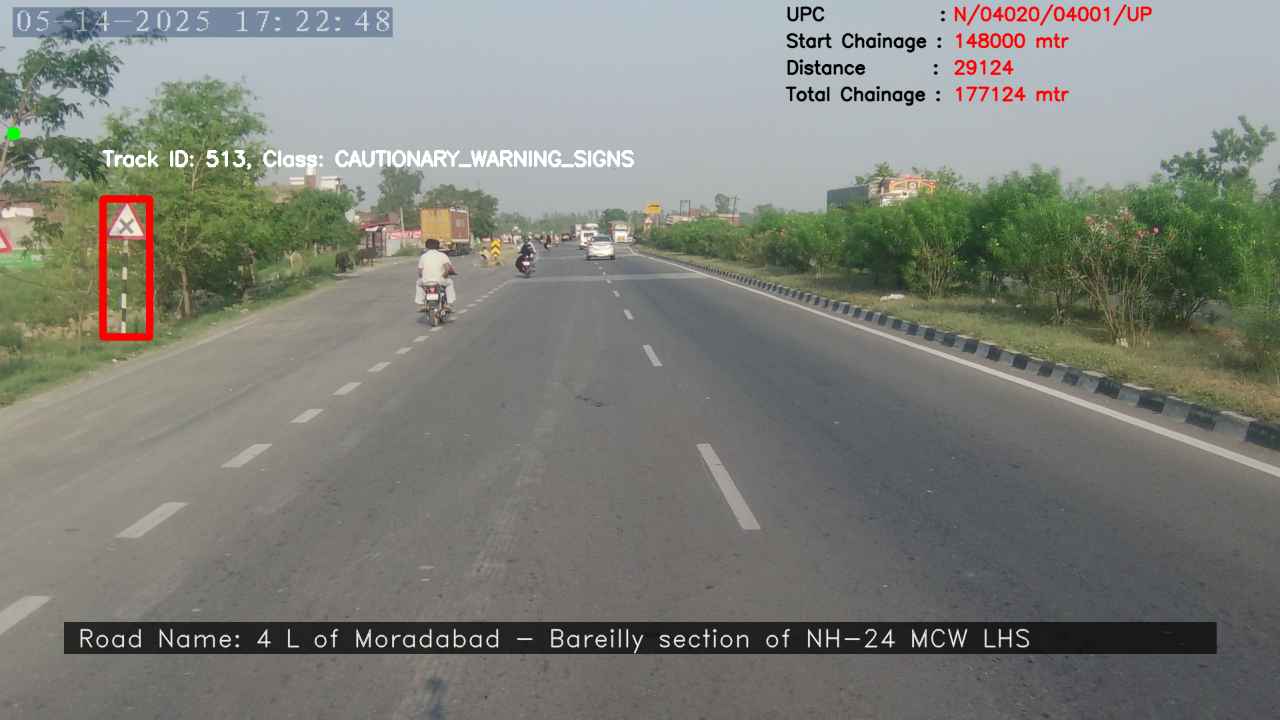 05-14-2025 17:22:48
UPC : N/04020/04001/UP
Start Chainage : 148000 mtr
Distance : 29124
Total Chainage : 177124 mtr
Track ID: 513, Class: CAUTIONARY_WARNING_SIGNS
Road Name: 4 L of Moradabad - Bareilly section of NH-24 MCW LHS